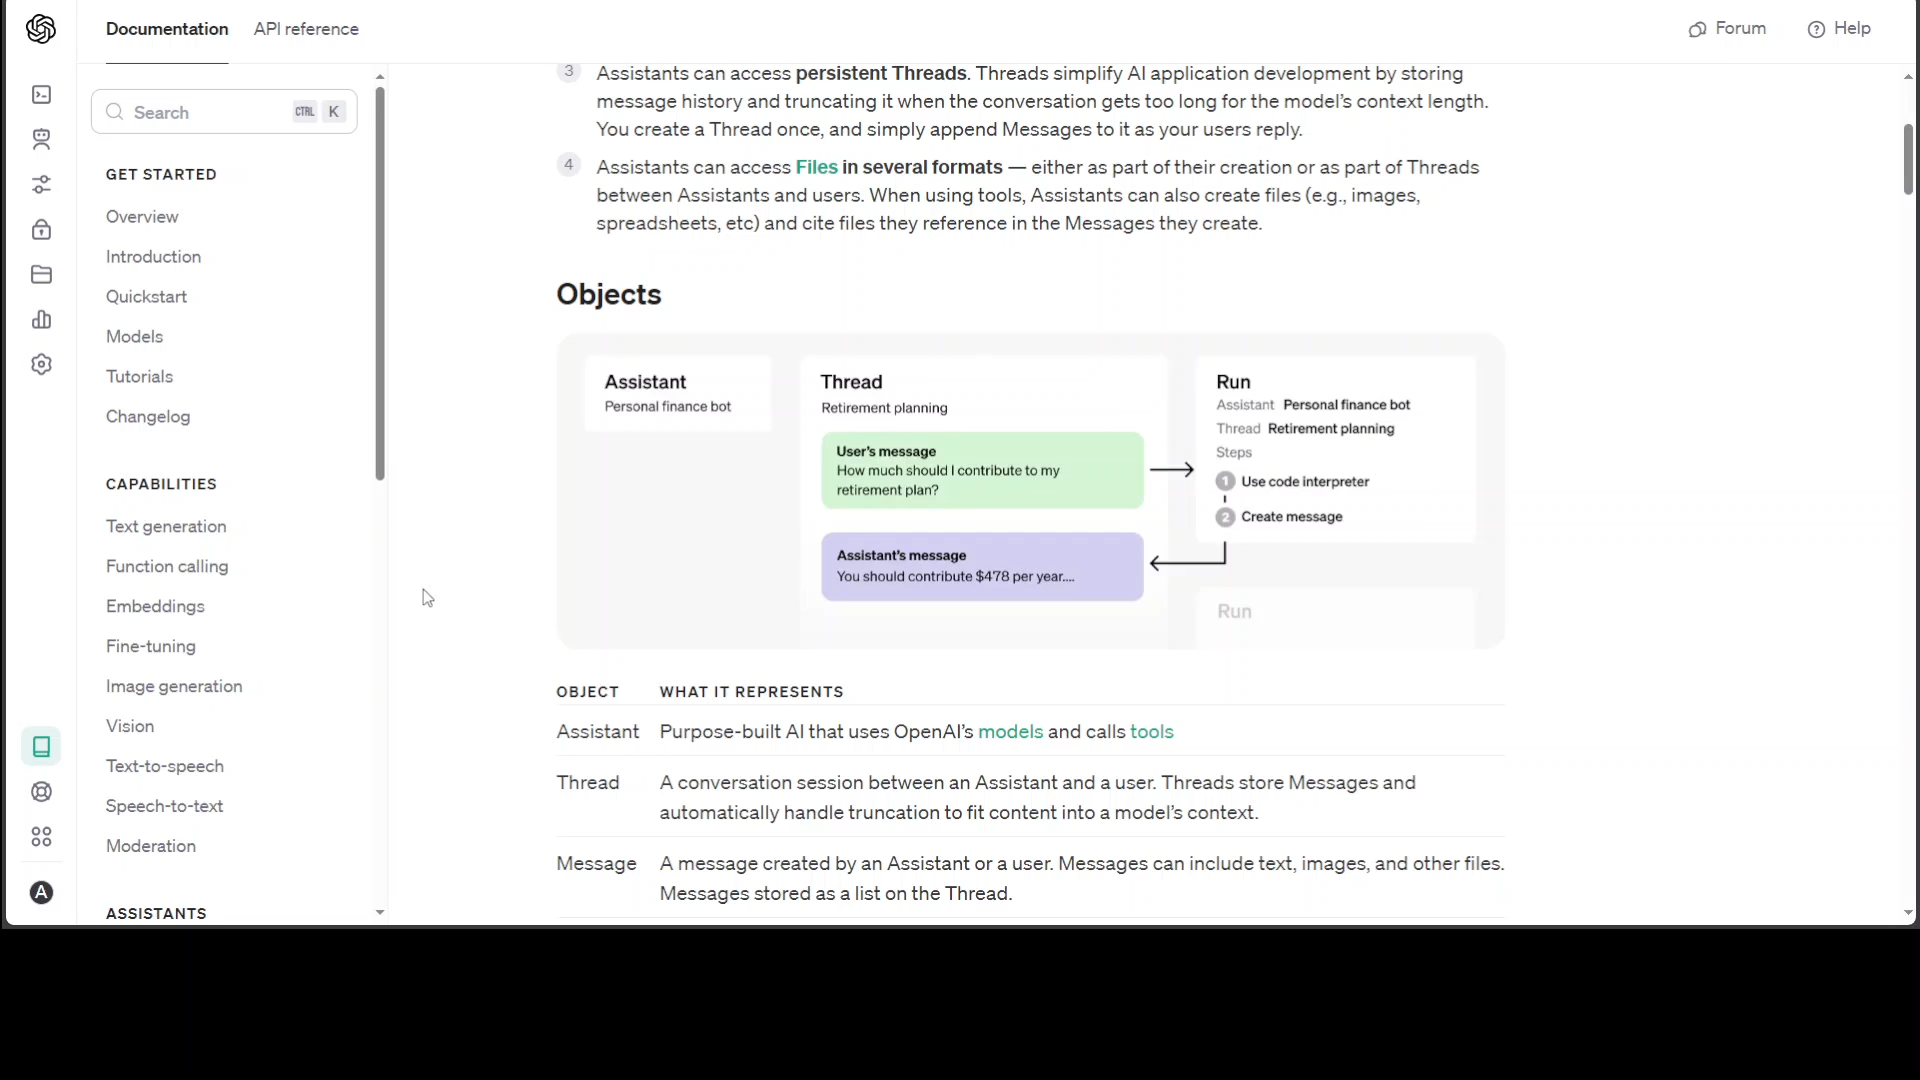 Documentation
API reference
Forum
Help
Search
CTRL K
GET STARTED
Overview
Introduction
Quickstart
Models
Tutorials
Changelog
CAPABILITIES
Text generation
Function calling
Embeddings
Fine-tuning
Image generation
Vision
Text-to-speech
Speech-to-text
Moderation
ASSISTANTS
A
3 Assistants can access persistent Threads. Threads simplify AI application development by storing
message history and truncating it when the conversation gets too long for the model’s context length.
You create a Thread once, and simply append Messages to it as your users reply.
4 Assistants can access Files in several formats — either as part of their creation or as part of Threads
between Assistants and users. When using tools, Assistants can also create files (e.g., images,
spreadsheets, etc) and cite files they reference in the Messages they create.
Objects
Assistant
Personal finance bot
Thread
Retirement planning
User’s message
How much should I contribute to my
retirement plan?
Assistant’s message
You should contribute $478 per year....
Run
Assistant Personal finance bot
Thread Retirement planning
Steps
1 Use code interpreter
2 Create message
Run
OBJECT WHAT IT REPRESENTS
Assistant Purpose-built AI that uses OpenAI’s models and calls tools
Thread A conversation session between an Assistant and a user. Threads store Messages and
automatically handle truncation to fit content into a model’s context.
Message A message created by an Assistant or a user. Messages can include text, images, and other files.
Messages stored as a list on the Thread.